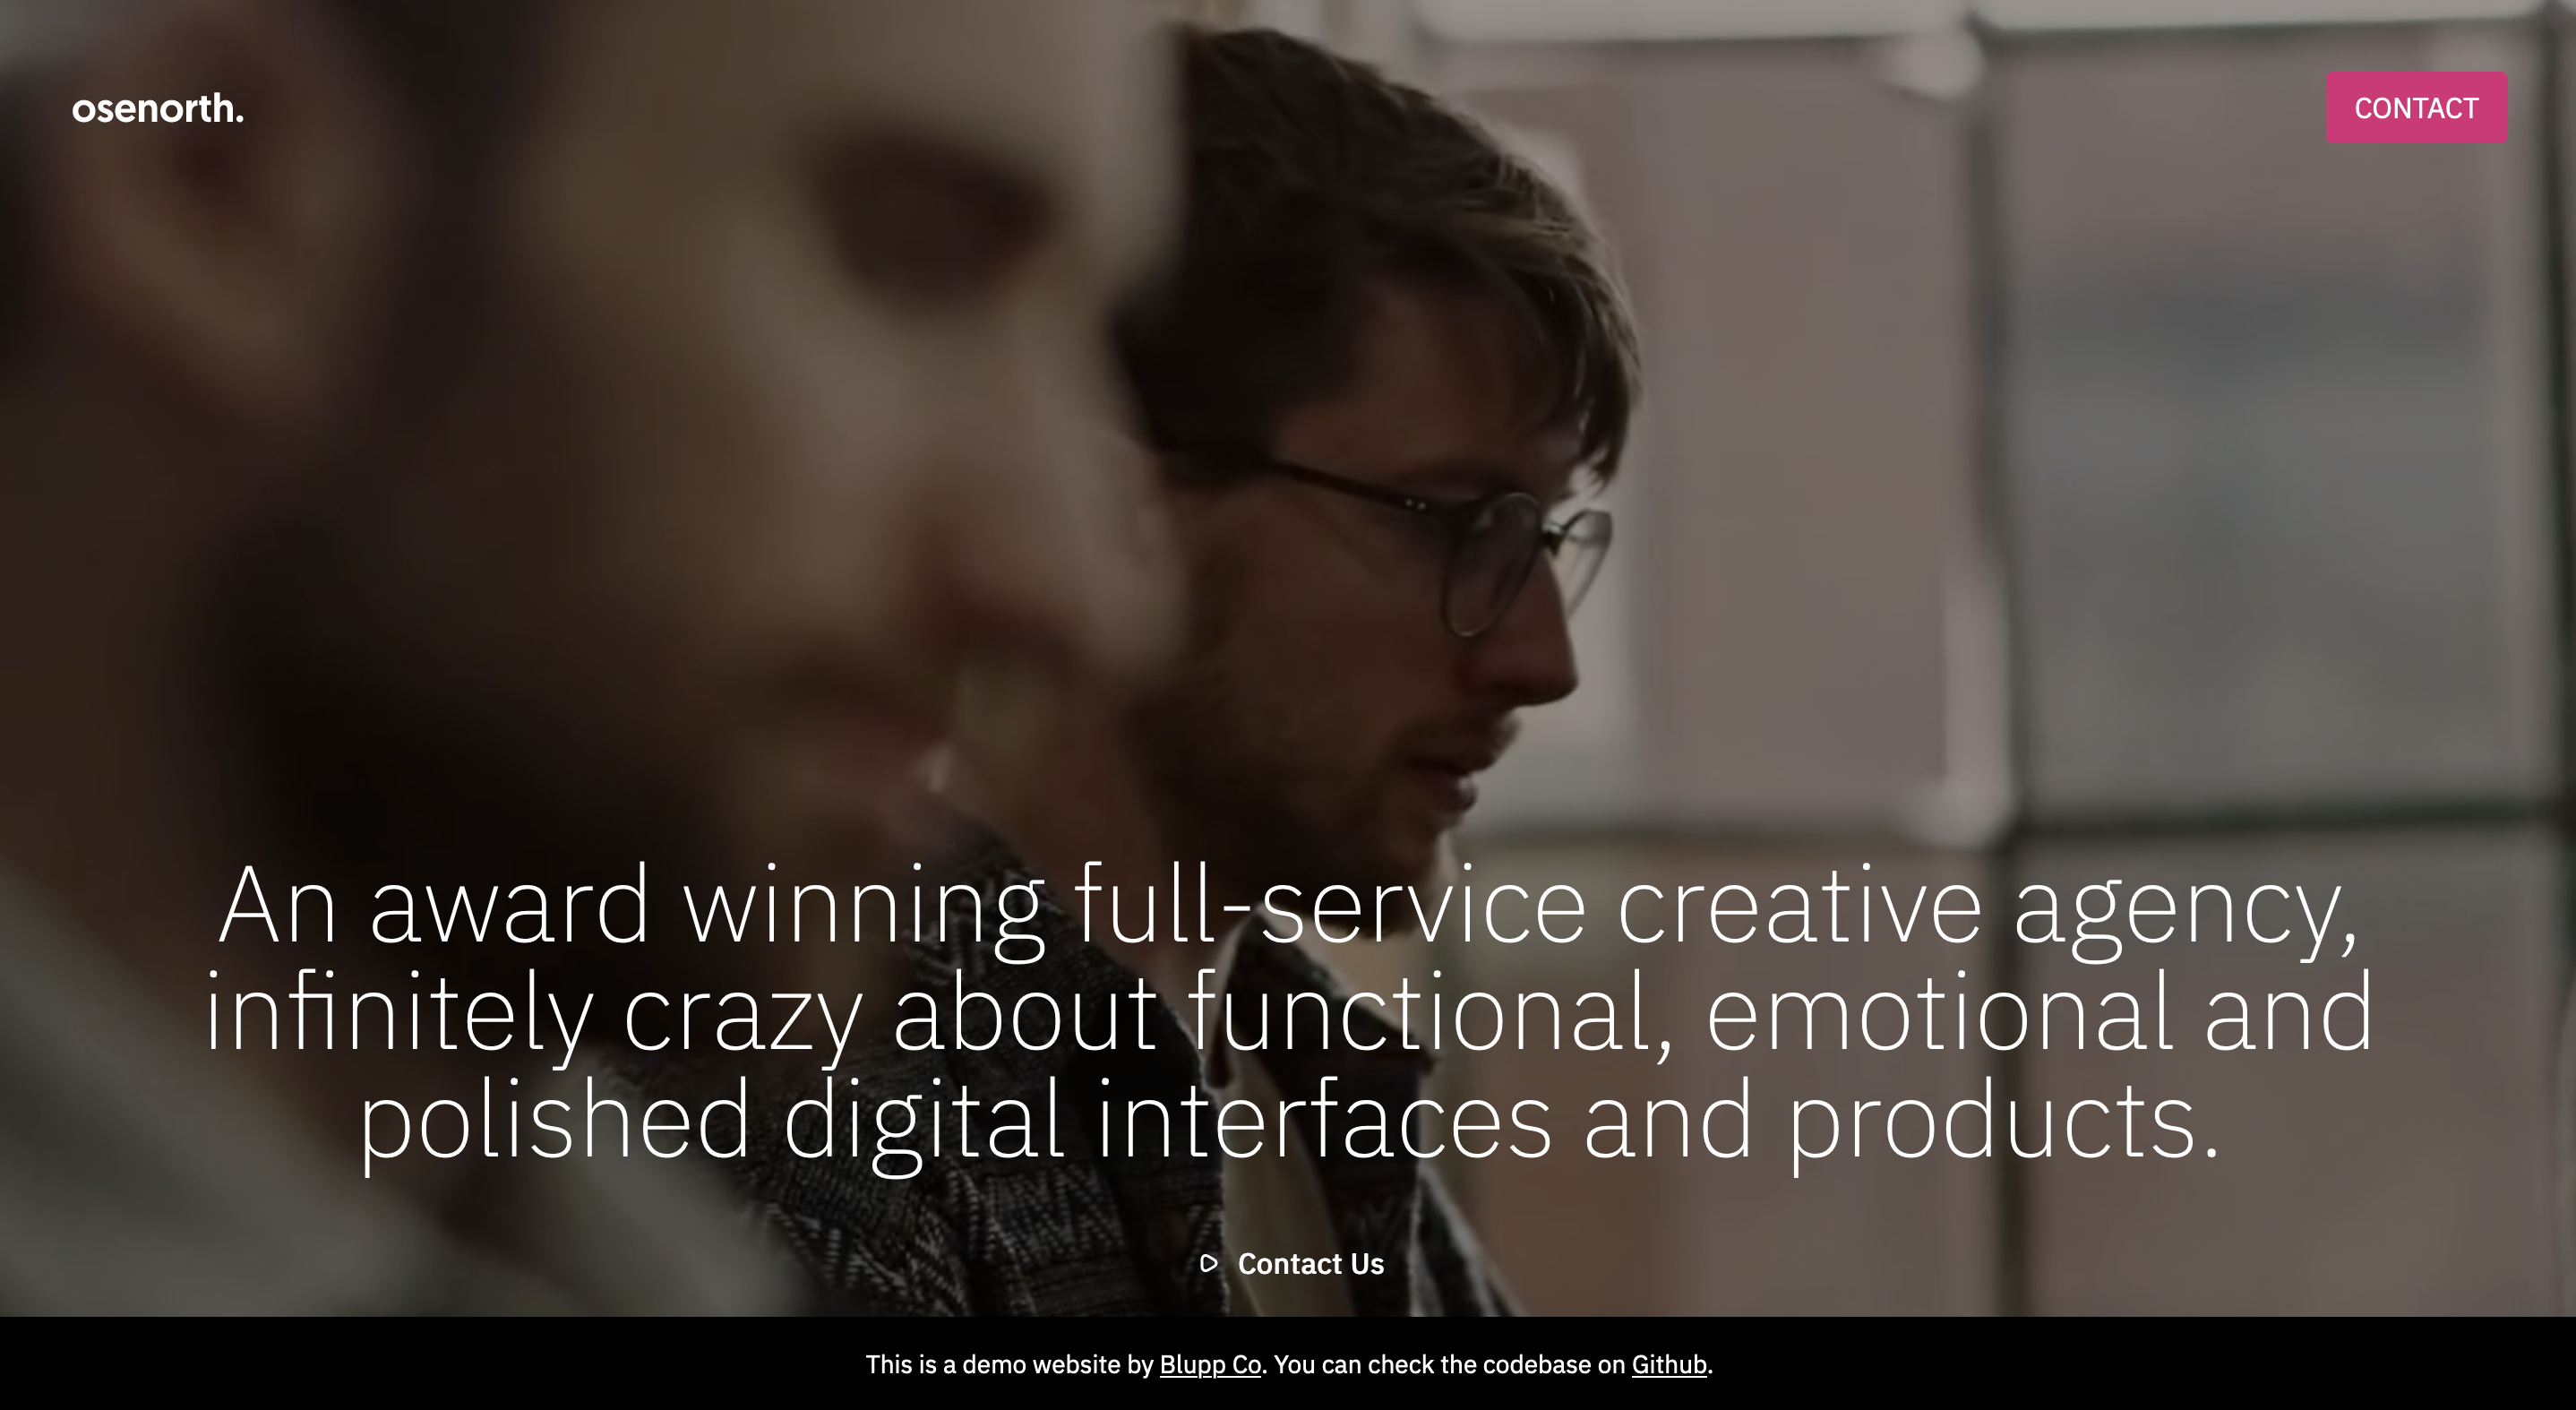 osenorth.
CONTACT
An award winning full-service creative agency,
infinitely crazy about functional, emotional and
polished digital interfaces and products.
Contact Us
This is a demo website by Blupp Co. You can check the codebase on Github.